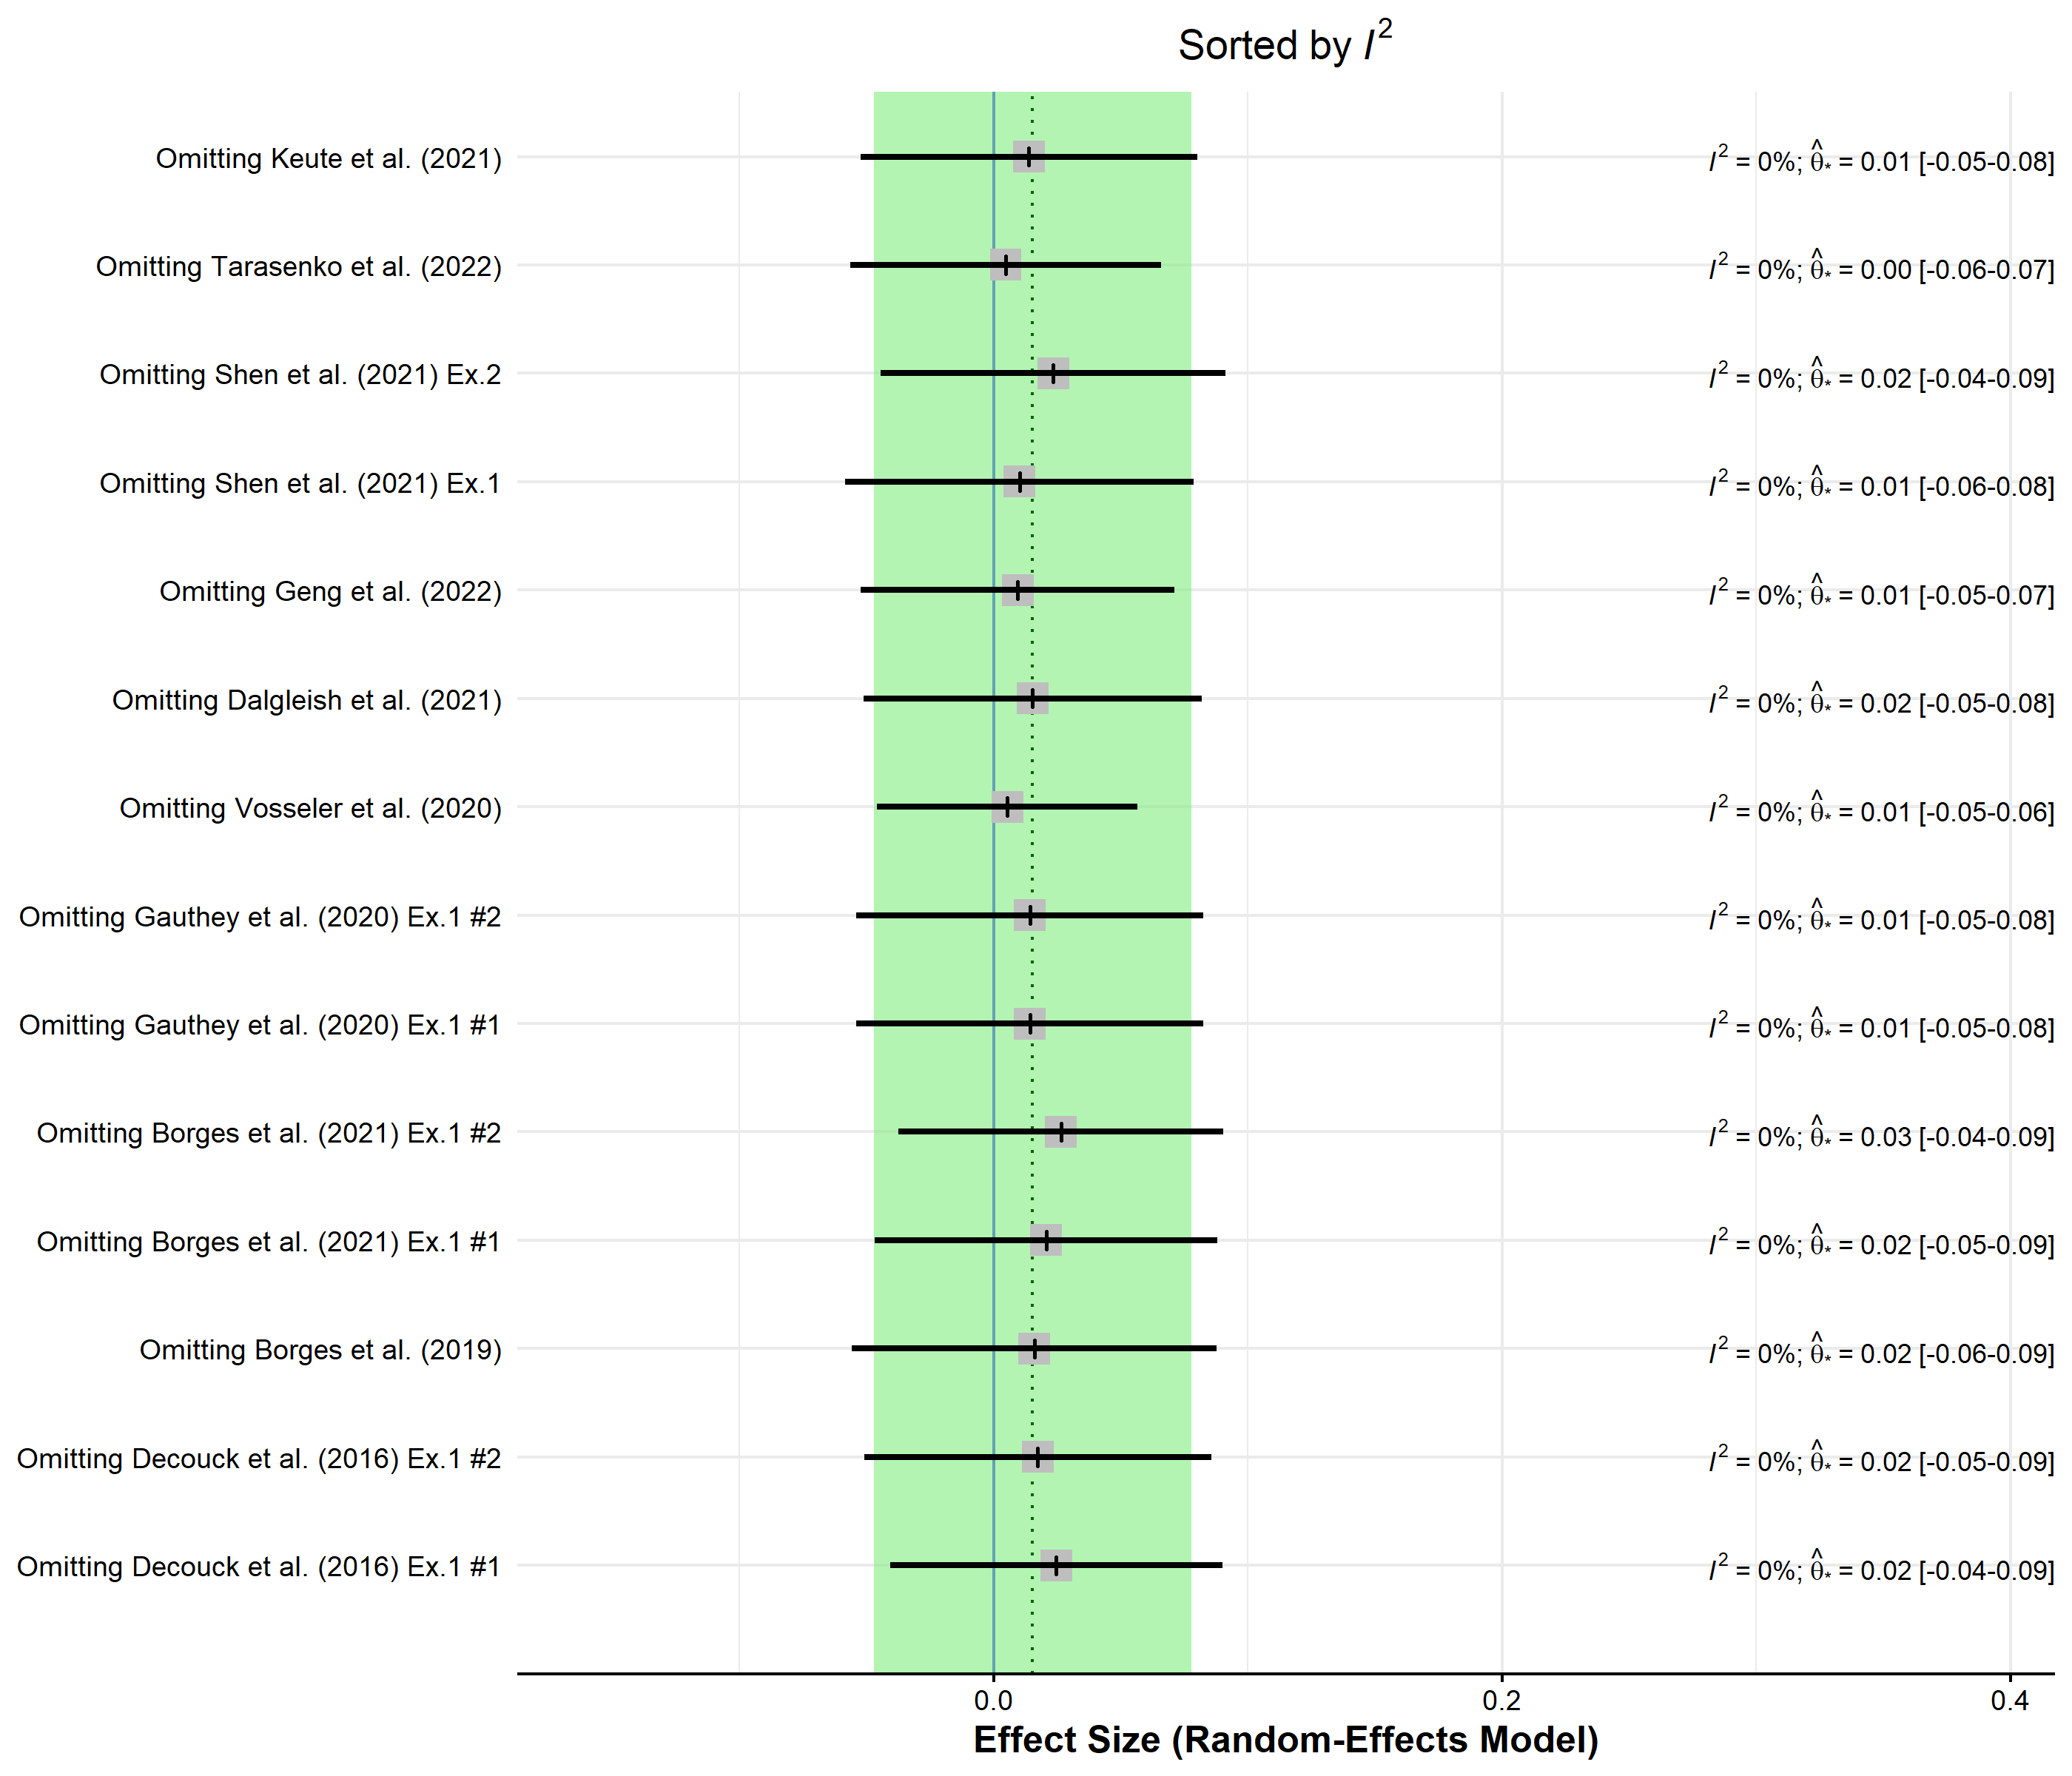 Sorted by I²
Omitting Keute et al. (2021) I² = 0%; θ̂* = 0.01 [-0.05-0.08]
Omitting Tarasenko et al. (2022) I² = 0%; θ̂* = 0.00 [-0.06-0.07]
Omitting Shen et al. (2021) Ex.2 I² = 0%; θ̂* = 0.02 [-0.04-0.09]
Omitting Shen et al. (2021) Ex.1 I² = 0%; θ̂* = 0.01 [-0.06-0.08]
Omitting Geng et al. (2022) I² = 0%; θ̂* = 0.01 [-0.05-0.07]
Omitting Dalgleish et al. (2021) I² = 0%; θ̂* = 0.02 [-0.05-0.08]
Omitting Vosseler et al. (2020) I² = 0%; θ̂* = 0.01 [-0.05-0.06]
Omitting Gauthey et al. (2020) Ex.1 #2 I² = 0%; θ̂* = 0.01 [-0.05-0.08]
Omitting Gauthey et al. (2020) Ex.1 #1 I² = 0%; θ̂* = 0.01 [-0.05-0.08]
Omitting Borges et al. (2021) Ex.1 #2 I² = 0%; θ̂* = 0.03 [-0.04-0.09]
Omitting Borges et al. (2021) Ex.1 #1 I² = 0%; θ̂* = 0.02 [-0.05-0.09]
Omitting Borges et al. (2019) I² = 0%; θ̂* = 0.02 [-0.06-0.09]
Omitting Decouck et al. (2016) Ex.1 #2 I² = 0%; θ̂* = 0.02 [-0.05-0.09]
Omitting Decouck et al. (2016) Ex.1 #1 I² = 0%; θ̂* = 0.02 [-0.04-0.09]
0.0 0.2 0.4
Effect Size (Random-Effects Model)